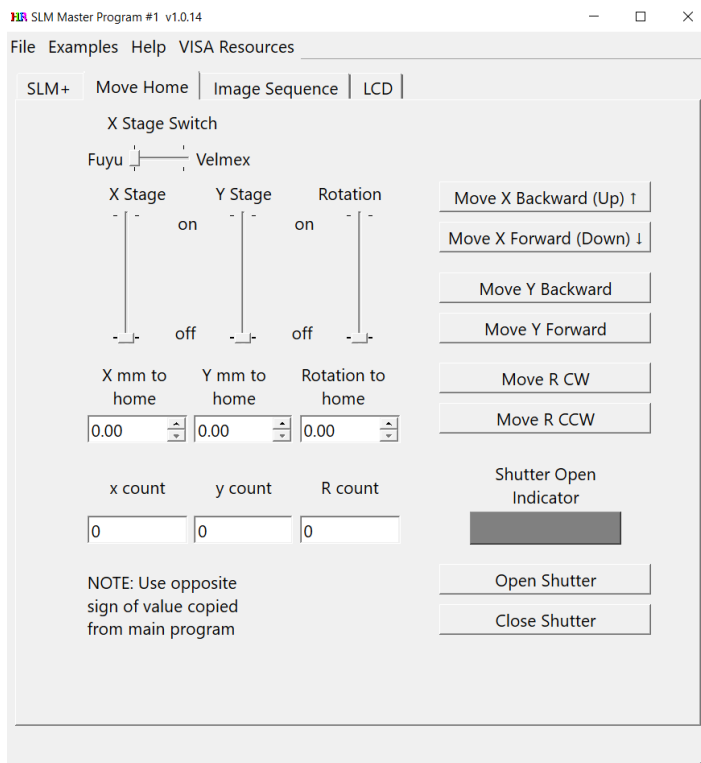 HR SLM Master Program #1 v1.0.14
File Examples Help VISA Resources
SLM+ Move Home Image Sequence LCD
X Stage Switch
Fuyu Velmex
X Stage Y Stage Rotation
on on
off off
X mm to home Y mm to home Rotation to home
0.00 0.00 0.00
x count y count R count
0 0 0
NOTE: Use opposite
sign of value copied
from main program
Move X Backward (Up) ↑
Move X Forward (Down) ↓
Move Y Backward
Move Y Forward
Move R CW
Move R CCW
Shutter Open
Indicator
Open Shutter
Close Shutter